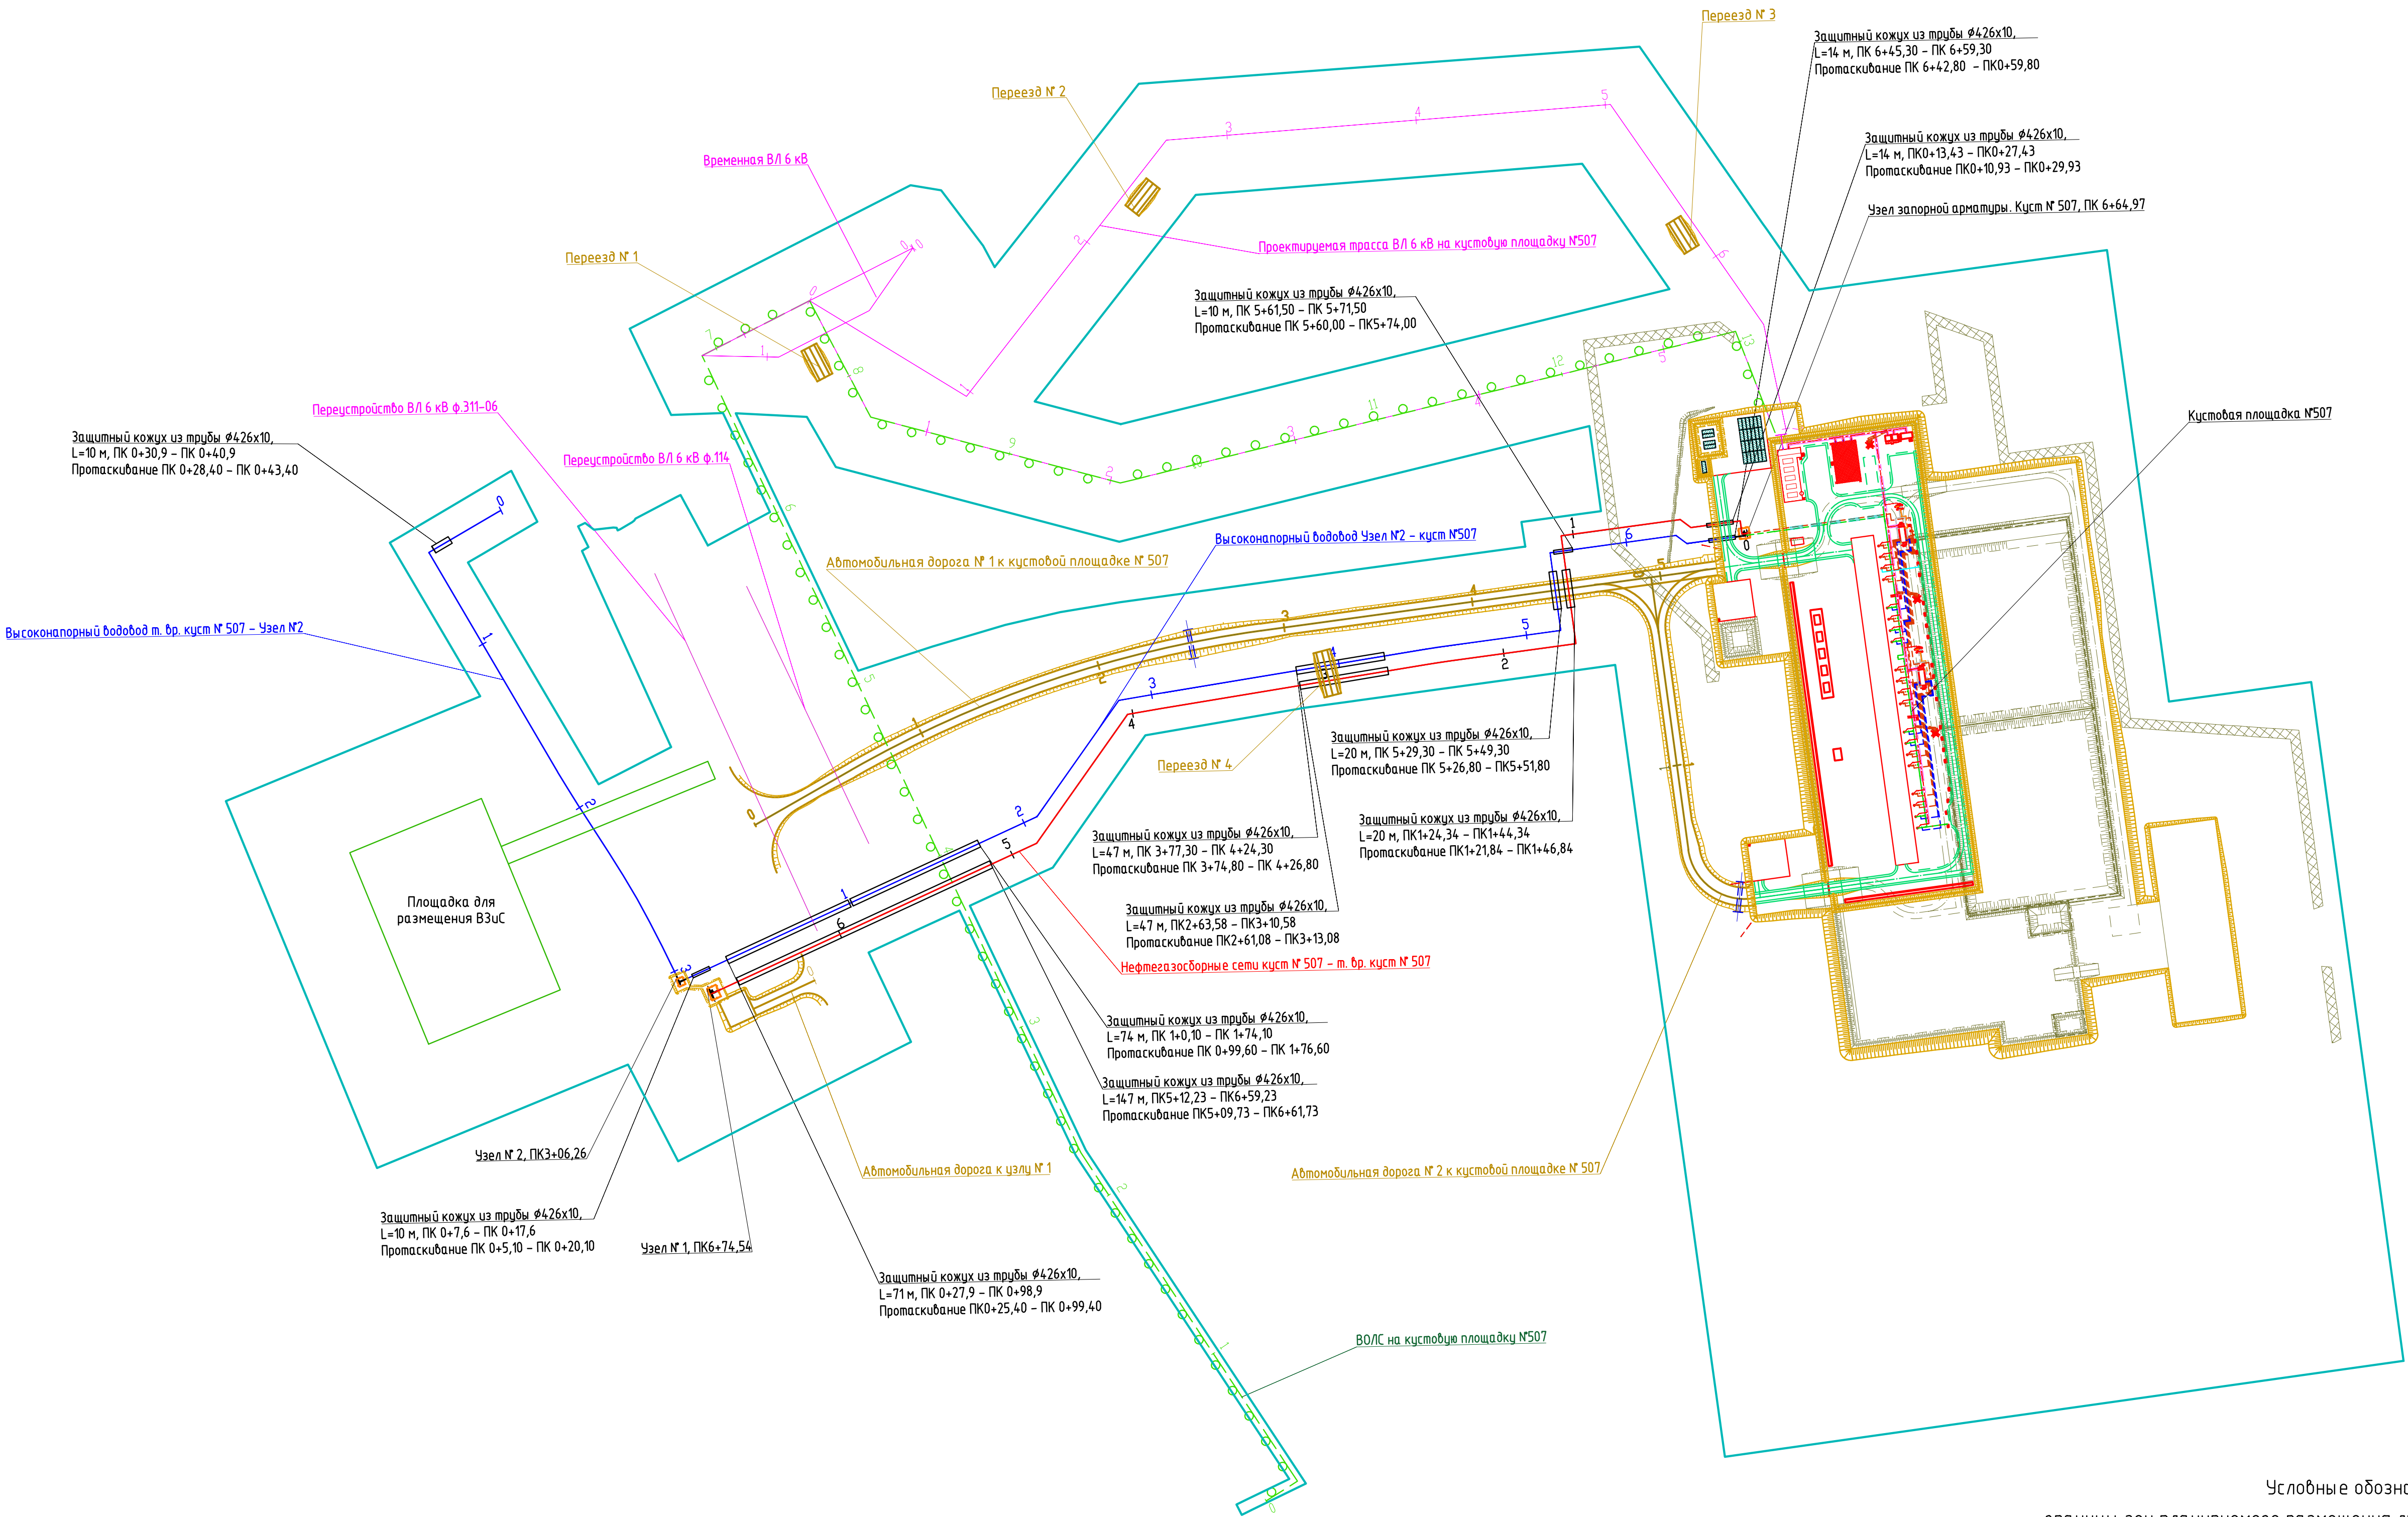 Переезд № 3
Защитный кожух из трубы ϕ426х10,
L=14 м, ПК 6+45,30 – ПК 6+59,30
Протаскивание ПК 6+42,80 – ПК0+59,80
Переезд № 2
Защитный кожух из трубы ϕ426х10,
L=14 м, ПК0+13,43 – ПК0+27,43
Протаскивание ПК0+10,93 – ПК0+29,93
Временная ВЛ 6 кВ
Узел запорной арматуры. Куст № 507, ПК 6+64,97
Переезд № 1
Проектируемая трасса ВЛ 6 кВ на кустовую площадку №507
Защитный кожух из трубы ϕ426х10,
L=10 м, ПК 5+61,50 – ПК 5+71,50
Протаскивание ПК 5+60,00 – ПК5+74,00
Переустройство ВЛ 6 кВ ф.311-06
Кустовая площадка №507
Защитный кожух из трубы ϕ426х10,
L=10 м, ПК 0+30,9 – ПК 0+40,9
Протаскивание ПК 0+28,40 – ПК 0+43,40
Переустройство ВЛ 6 кВ ф.114
Высоконапорный водовод Узел №2 – куст №507
Автомобильная дорога № 1 к кустовой площадке № 507
Высоконапорный водовод т. вр. куст № 507 – Узел №2
Защитный кожух из трубы ϕ426х10,
L=20 м, ПК 5+29,30 – ПК 5+49,30
Протаскивание ПК 5+26,80 – ПК5+51,80
Переезд № 4
Защитный кожух из трубы ϕ426х10,
L=20 м, ПК1+24,34 – ПК1+44,34
Протаскивание ПК1+21,84 – ПК1+46,84
Защитный кожух из трубы ϕ426х10,
L=47 м, ПК 3+77,30 – ПК 4+24,30
Протаскивание ПК 3+74,80 – ПК 4+26,80
Площадка для
размещения ВЗиС
Защитный кожух из трубы ϕ426х10,
L=47 м, ПК2+63,58 – ПК3+10,58
Протаскивание ПК2+61,08 – ПК3+13,08
Нефтегазосборные сети куст № 507 – т. вр. куст № 507
Защитный кожух из трубы ϕ426х10,
L=74 м, ПК 1+0,10 – ПК 1+74,10
Протаскивание ПК 0+99,60 – ПК 1+76,60
Защитный кожух из трубы ϕ426х10,
L=147 м, ПК5+12,23 – ПК6+59,23
Протаскивание ПК5+09,73 – ПК6+61,73
Узел № 2, ПК3+06,26
Автомобильная дорога к узлу № 1
Автомобильная дорога № 2 к кустовой площадке № 507
Защитный кожух из трубы ϕ426х10,
L=10 м, ПК 0+7,6 – ПК 0+17,6
Протаскивание ПК 0+5,10 – ПК 0+20,10
Узел № 1, ПК6+74,54
Защитный кожух из трубы ϕ426х10,
L=71 м, ПК 0+27,9 – ПК 0+98,9
Протаскивание ПК0+25,40 – ПК 0+99,40
ВОЛС на кустовую площадку №507
Условные обозн